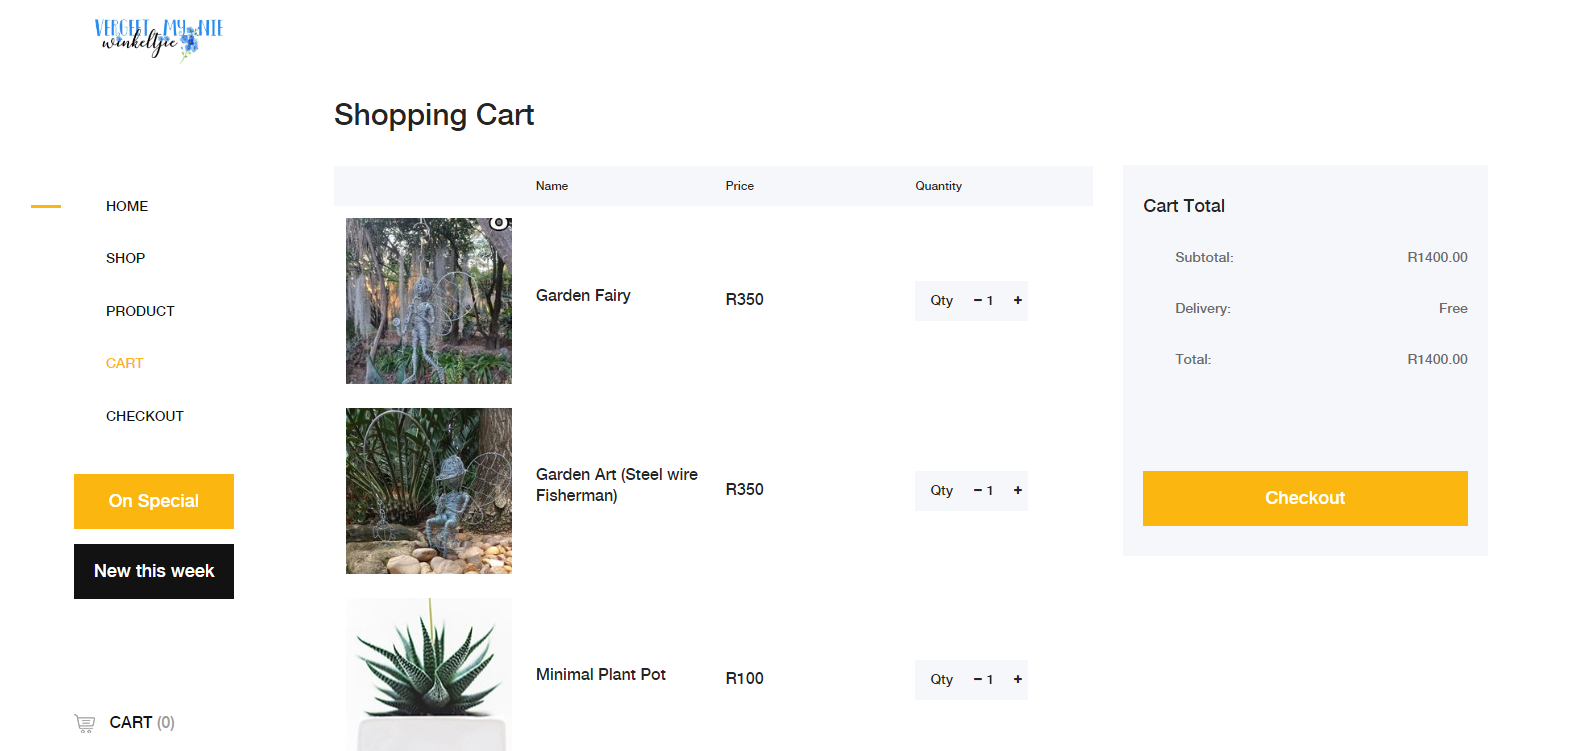 VERGEET MY NIE
winkeltjie
Shopping Cart
HOME
SHOP
PRODUCT
CART
CHECKOUT
On Special
New this week
CART (0)
Name Price Quantity
Garden Fairy R350 Qty − 1 +
Garden Art (Steel wire
Fisherman) R350 Qty − 1 +
Minimal Plant Pot R100 Qty − 1 +
Cart Total
Subtotal: R1400.00
Delivery: Free
Total: R1400.00
Checkout